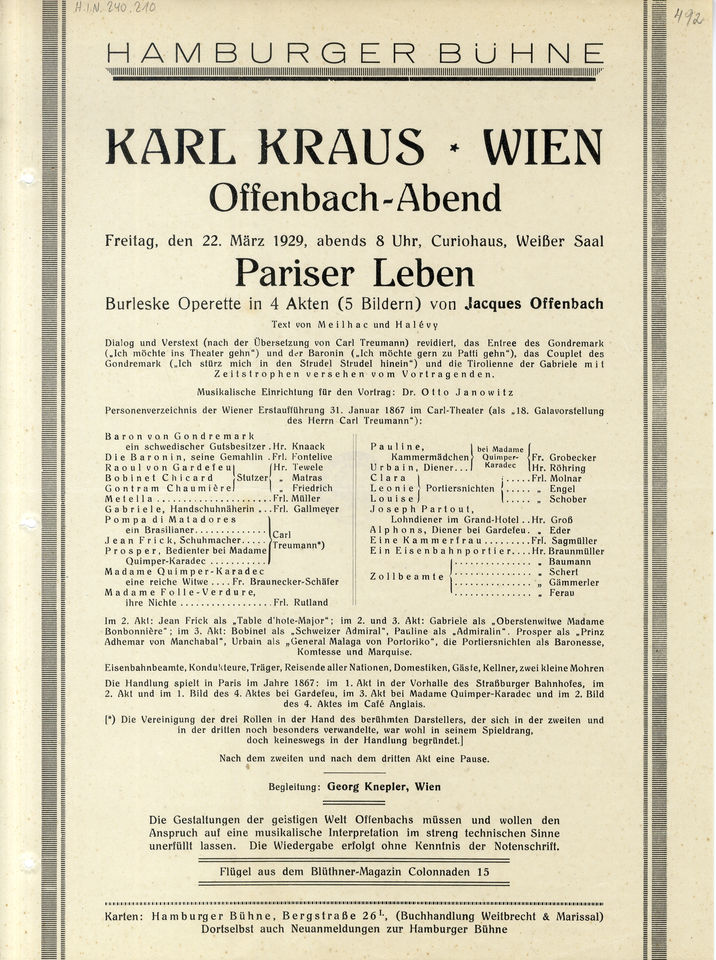 H.I.N. 240.210
492
HAMBURGER BÜHNE
KARL KRAUS * WIEN
Offenbach-Abend
Freitag, den 22. März 1929, abends 8 Uhr, Curiohaus, Weißer Saal
Pariser Leben
Burleske Operette in 4 Akten (5 Bildern) von Jacques Offenbach
Text von Meilhac und Halévy
Dialog und Verstext (nach der Übersetzung von Carl Treumann) revidiert, das Entree des Gondremark
(„Ich möchte ins Theater gehn“) und der Baronin („Ich möchte gern zu Patti gehn“), das Couplet des
Gondremark („Ich stürz mich in den Strudel Strudel hinein“) und die Tirolienne der Gabriele mit
Zeitstrophen versehen vom Vortragenden.
Musikalische Einrichtung für den Vortrag: Dr. Otto Janowitz
Personenverzeichnis der Wiener Erstaufführung 31. Januar 1867 im Carl-Theater (als „18. Galavorstellung
des Herrn Carl Treumann“):
Baron von Gondremark
ein schwedischer Gutsbesitzer. Hr. Knaack
Die Baronin, seine Gemahlin. Frl. Fontelive
Raoul von Gardefeu } Stutzer { Hr. Tewele
Bobinet Chicard „ Matras
Gontram Chaumière „ Friedrich
Metella ..................... Frl. Müller
Gabriele, Handschuhnäherin ... Frl. Gallmeyer
Pompa di Matadores
ein Brasilianer.............
Jean Frick, Schuhmacher..... } Carl Treumann*)
Prosper, Bedienter bei Madame
Quimper-Karadec ...........
Madame Quimper-Karadec
eine reiche Witwe .... Fr. Braunecker-Schäfer
Madame Folle-Verdure,
ihre Nichte ................. Frl. Rutland
Pauline,
Kammermädchen } bei Madame Quimper-Karadec { Fr. Grobecker
Urbain, Diener... Hr. Röhring
Clara } Portiersnichten { ..... Frl. Molnar
Leonie ..... „ Engel
Louise ..... „ Schober
Joseph Partout,
Lohndiener im Grand-Hotel .. Hr. Groß
Alphons, Diener bei Gardefeu. „ Eder
Eine Kammerfrau ......... Frl. Sagmüller
Ein Eisenbahnportier.... Hr. Braunmüller
Zollbeamte { .............. „ Baumann
.............. „ Schert
.............. „ Gämmerler
.............. „ Ferau
Im 2. Akt: Jean Frick als „Table d'hote-Major“; im 2. und 3. Akt: Gabriele als „Oberstenwitwe Madame
Bonbonnière“; im 3. Akt: Bobinet als „Schweizer Admiral“, Pauline als „Admiralin“. Prosper als “Prinz
Adhemar von Manchabal“, Urbain als „General Malaga von Portoriko“, die Portiersnichten als Baronesse,
Komtesse und Marquise.
Eisenbahnbeamte, Kondukteure, Träger, Reisende aller Nationen, Domestiken, Gäste, Kellner, zwei kleine Mohren
Die Handlung spielt in Paris im Jahre 1867: im 1. Akt in der Vorhalle des Straßburger Bahnhofes, im
2. Akt und im 1. Bild des 4. Aktes bei Gardefeu, im 3. Akt bei Madame Quimper-Karadec und im 2. Bild
des 4. Aktes im Café Anglais.
[*) Die Vereinigung der drei Rollen in der Hand des berühmten Darstellers, der sich in der zweiten und
in der dritten noch besonders verwandelte, war wohl in seinem Spieldrang,
doch keineswegs in der Handlung begründet.]
Nach dem zweiten und nach dem dritten Akt eine Pause.
Begleitung: Georg Knepler, Wien
Die Gestaltungen der geistigen Welt Offenbachs müssen und wollen den
Anspruch auf eine musikalische Interpretation im streng technischen Sinne
unerfüllt lassen. Die Wiedergabe erfolgt ohne Kenntnis der Notenschrift.
Flügel aus dem Blüthner-Magazin Colonnaden 15
Karten: Hamburger Bühne, Bergstraße 26 I., (Buchhandlung Weitbrecht & Marissal)
Dortselbst auch Neuanmeldungen zur Hamburger Bühne